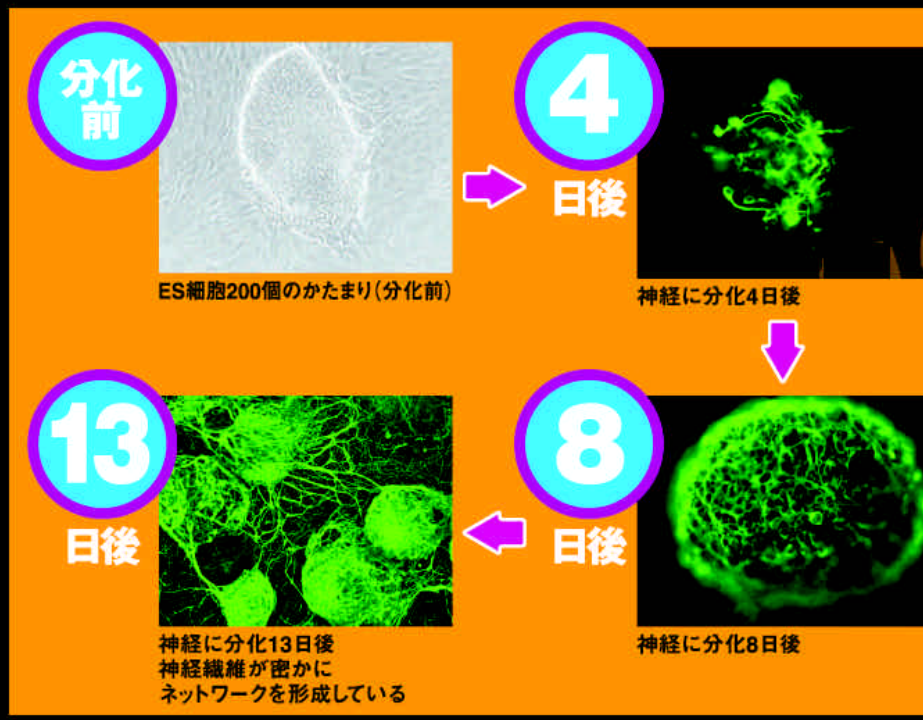 分化
前
ES細胞200個のかたまり(分化前)
4
日後
神経に分化4日後
8
日後
神経に分化8日後
13
日後
神経に分化13日後
神経繊維が密かに
ネットワークを形成している